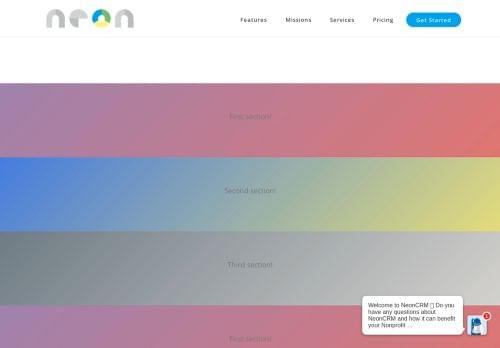 neon
Features
Missions
Services
Pricing
Get Started
First section!
Second section!
Third section!
First section!
Welcome to NeonCRM ▯ Do you
have any questions about
NeonCRM and how it can benefit
your Nonprofit ...
1